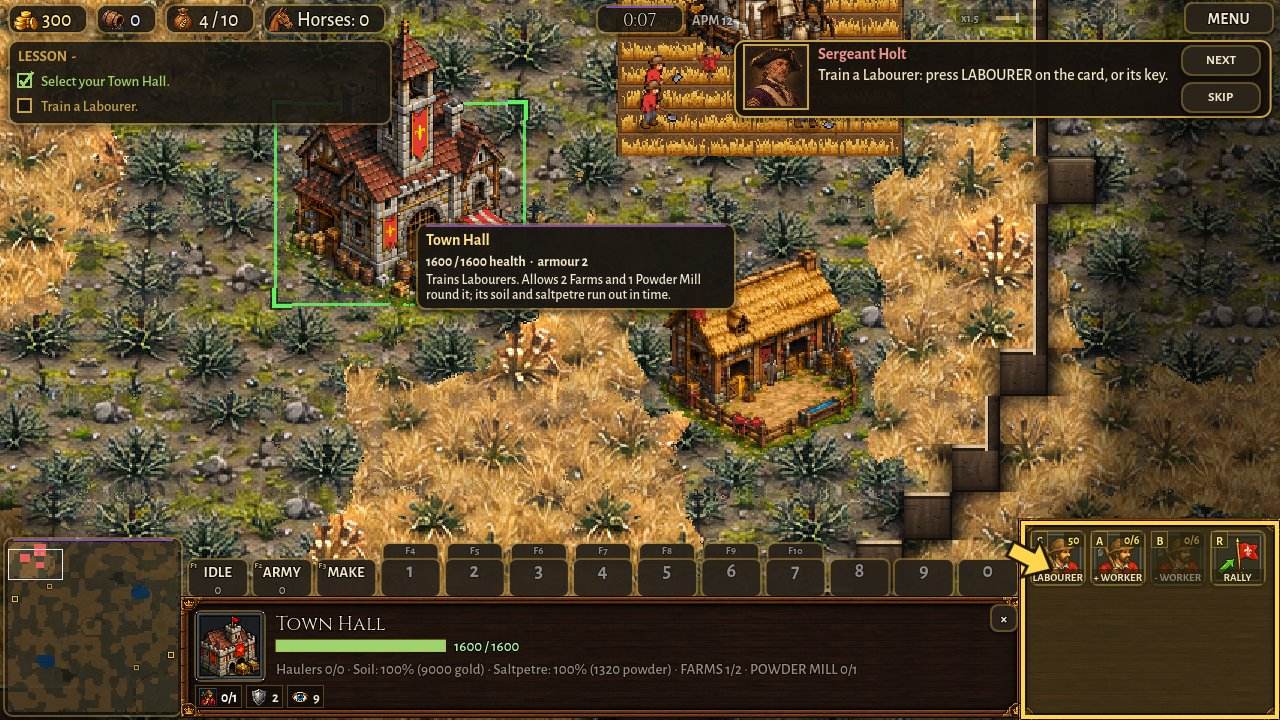 300
0
4/10
Horses: 0
0:07
APM 12
x1.5
MENU
LESSON -
Select your Town Hall.
Train a Labourer.
Sergeant Holt
Train a Labourer: press LABOURER on the card, or its key.
NEXT
SKIP
Town Hall
1600/1600 health · armour 2
Trains Labourers. Allows 2 Farms and 1 Powder Mill
round it; its soil and saltpetre run out in time.
F1 IDLE 0
F2 ARMY 0
F3 MAKE
F4 1
F5 2
F6 3
F7 4
F8 5
F9 6
F10 7
8
9
0
TOWN HALL
1600/1600
Haulers 0/0 · Soil: 100% (9000 gold) · Saltpetre: 100% (1320 powder) · FARMS 1/2 · POWDER MILL 0/1
0/1
2
9
×
50
LABOURER
A 0/6
+ WORKER
B 0/6
- WORKER
R
RALLY